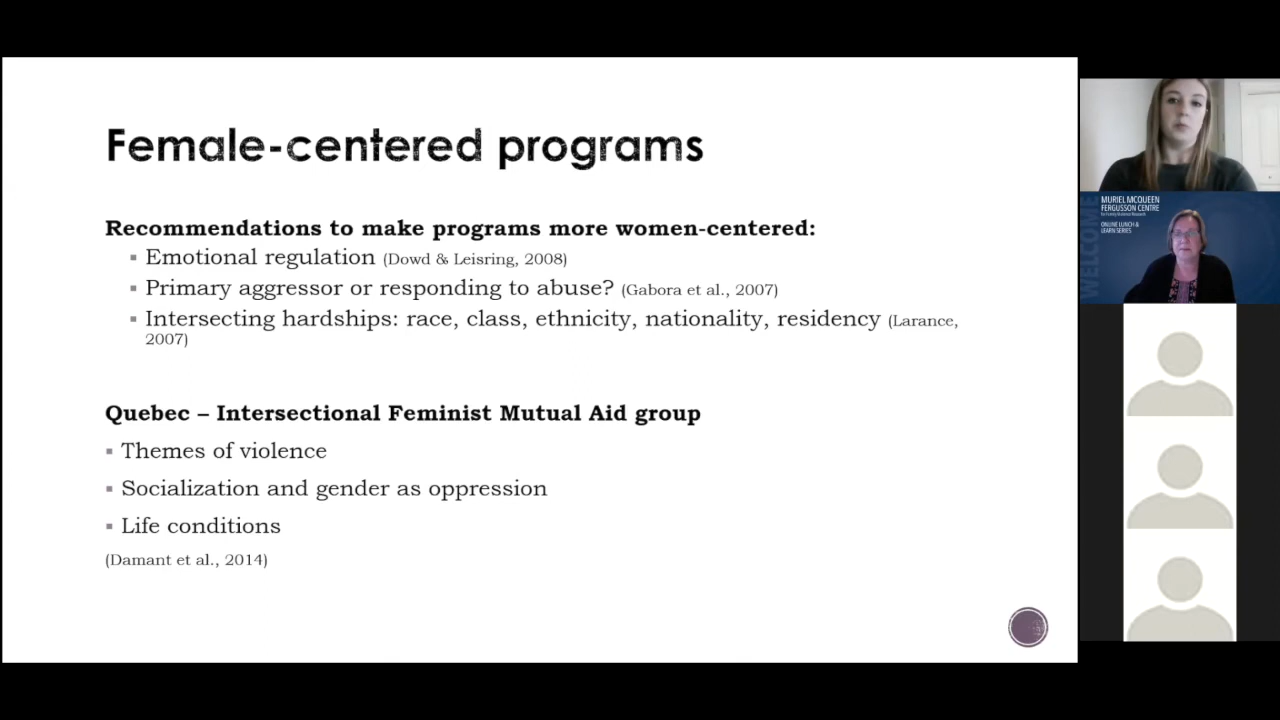 Female-centered programs
Recommendations to make programs more women-centered:
▪ Emotional regulation (Dowd & Leisring, 2008)
▪ Primary aggressor or responding to abuse? (Gabora et al., 2007)
▪ Intersecting hardships: race, class, ethnicity, nationality, residency (Larance,
2007)
Quebec – Intersectional Feminist Mutual Aid group
▪ Themes of violence
▪ Socialization and gender as oppression
▪ Life conditions
(Damant et al., 2014)
MURIEL MCQUEEN
FERGUSSON CENTRE
for Family Violence Research
ONLINE LUNCH &
LEARN SERIES
WELCOME